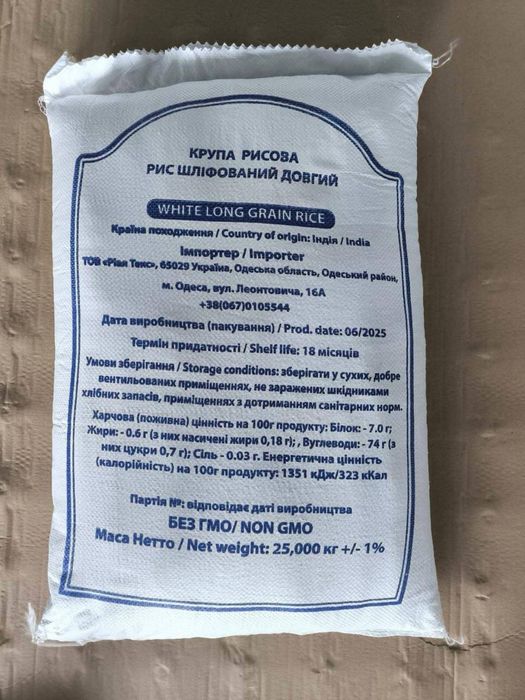 КРУПА РИСОВА
РИС ШЛІФОВАНИЙ ДОВГИЙ
WHITE LONG GRAIN RICE
Країна походження / Country of origin: Індія / India
Імпортер / Importer
ТОВ «Ріал Текс», 65029 Україна, Одеська область, Одеський район,
м. Одеса, вул. Леонтовича, 16А
+38(067)0105544
Дата виробництва (пакування) / Prod. date: 06/2025
Термін придатності / Shelf life: 18 місяців
Умови зберігання / Storage conditions: зберігати у сухих, добре
вентильованих приміщеннях, не заражених шкідниками
хлібних запасів, приміщеннях з дотриманням санітарних норм.
Харчова (поживна) цінність на 100г продукту: Білок: - 7.0 г;
Жири: - 0.6 г (з них насичені жири 0,18 г); , Вуглеводи: - 74 г (з
них цукри 0,7 г); Сіль - 0.03 г. Енергетична цінність
(калорійність) на 100г продукту: 1351 кДж/323 кКал
Партія №: відповідає даті виробництва
БЕЗ ГМО/ NON GMO
Маса Нетто / Net weight: 25,000 кг +/- 1%